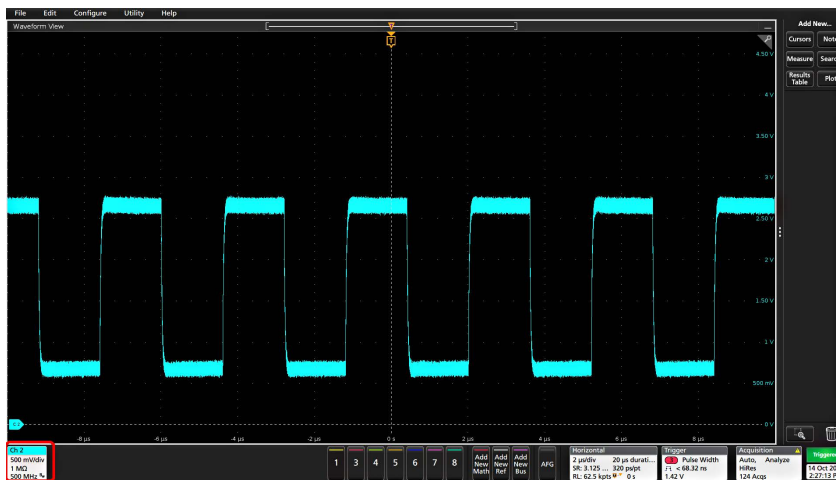 File Edit Configure Utility Help
Waveform View
Add New...
Cursors Note
Measure Search
Results Table Plot
T
4.50 V
4 V
3.50 V
3 V
2.50 V
2 V
1.50 V
1 V
500 mV
0 V
C2
-8 µs -6 µs -4 µs -2 µs 0 s 2 µs 4 µs 6 µs 8 µs
Ch 2
500 mV/div
1 MΩ
500 MHz
1 3 4 5 6 7 8
Add New Math
Add New Ref
Add New Bus
AFG
Horizontal
2 µs/div 20 µs durati...
SR: 3.125 ... 320 ps/pt
RL: 62.5 kpts 0 s
Trigger
Pulse Width
< 68.32 ns
1.42 V
Acquisition
Auto, Analyze
HiRes
124 Acqs
Triggered
14 Oct 20
2:27:13 P